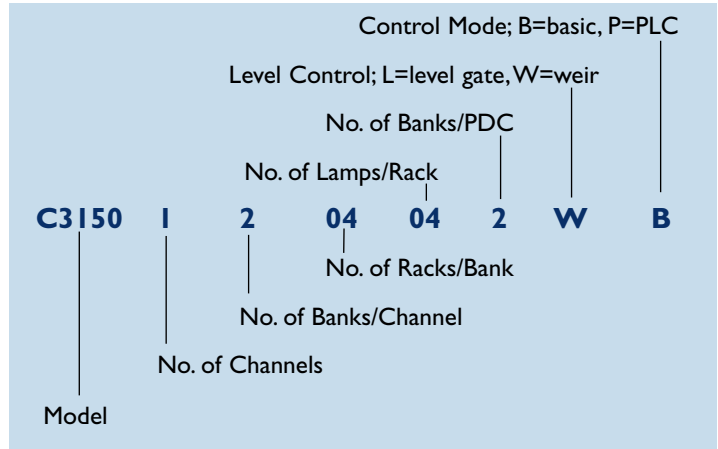 Control Mode; B=basic, P=PLC
Level Control; L=level gate, W=weir
No. of Banks/PDC
No. of Lamps/Rack
C3150 1 2 04 04 2 W B
No. of Racks/Bank
No. of Banks/Channel
No. of Channels
Model